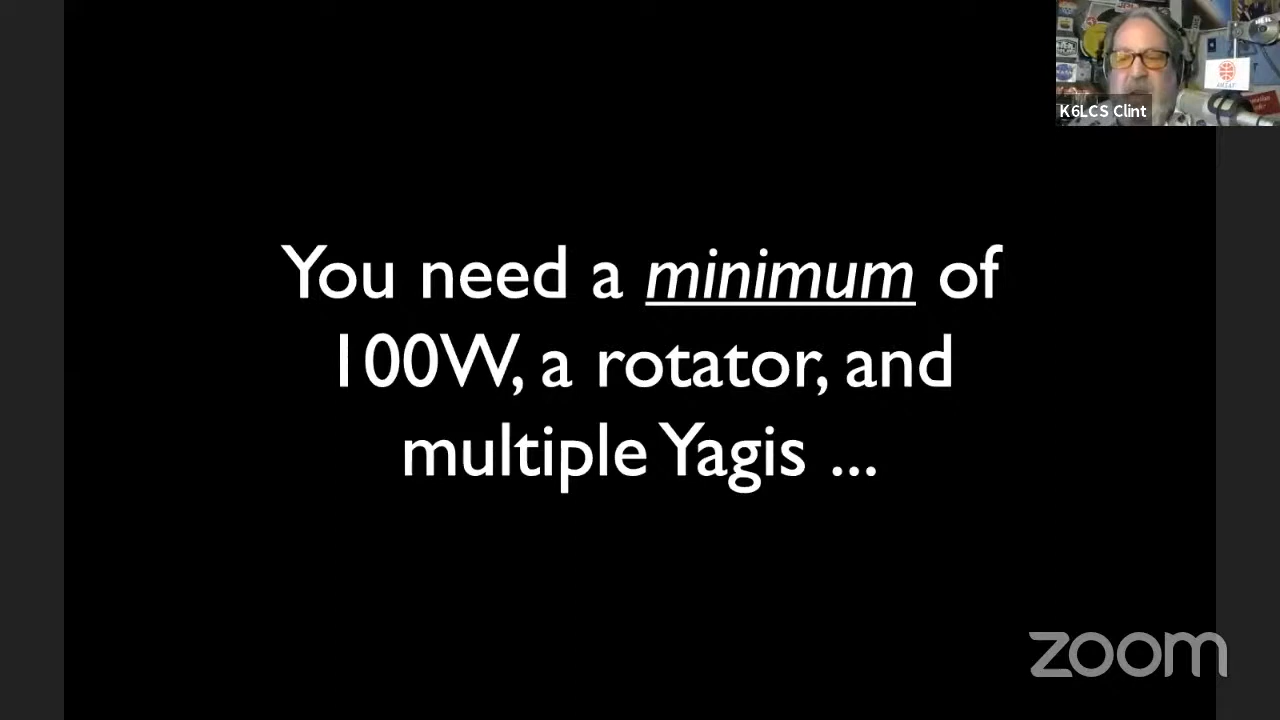 You need a minimum of
100W, a rotator, and
multiple Yagis ...
K6LCS Clint
zoom